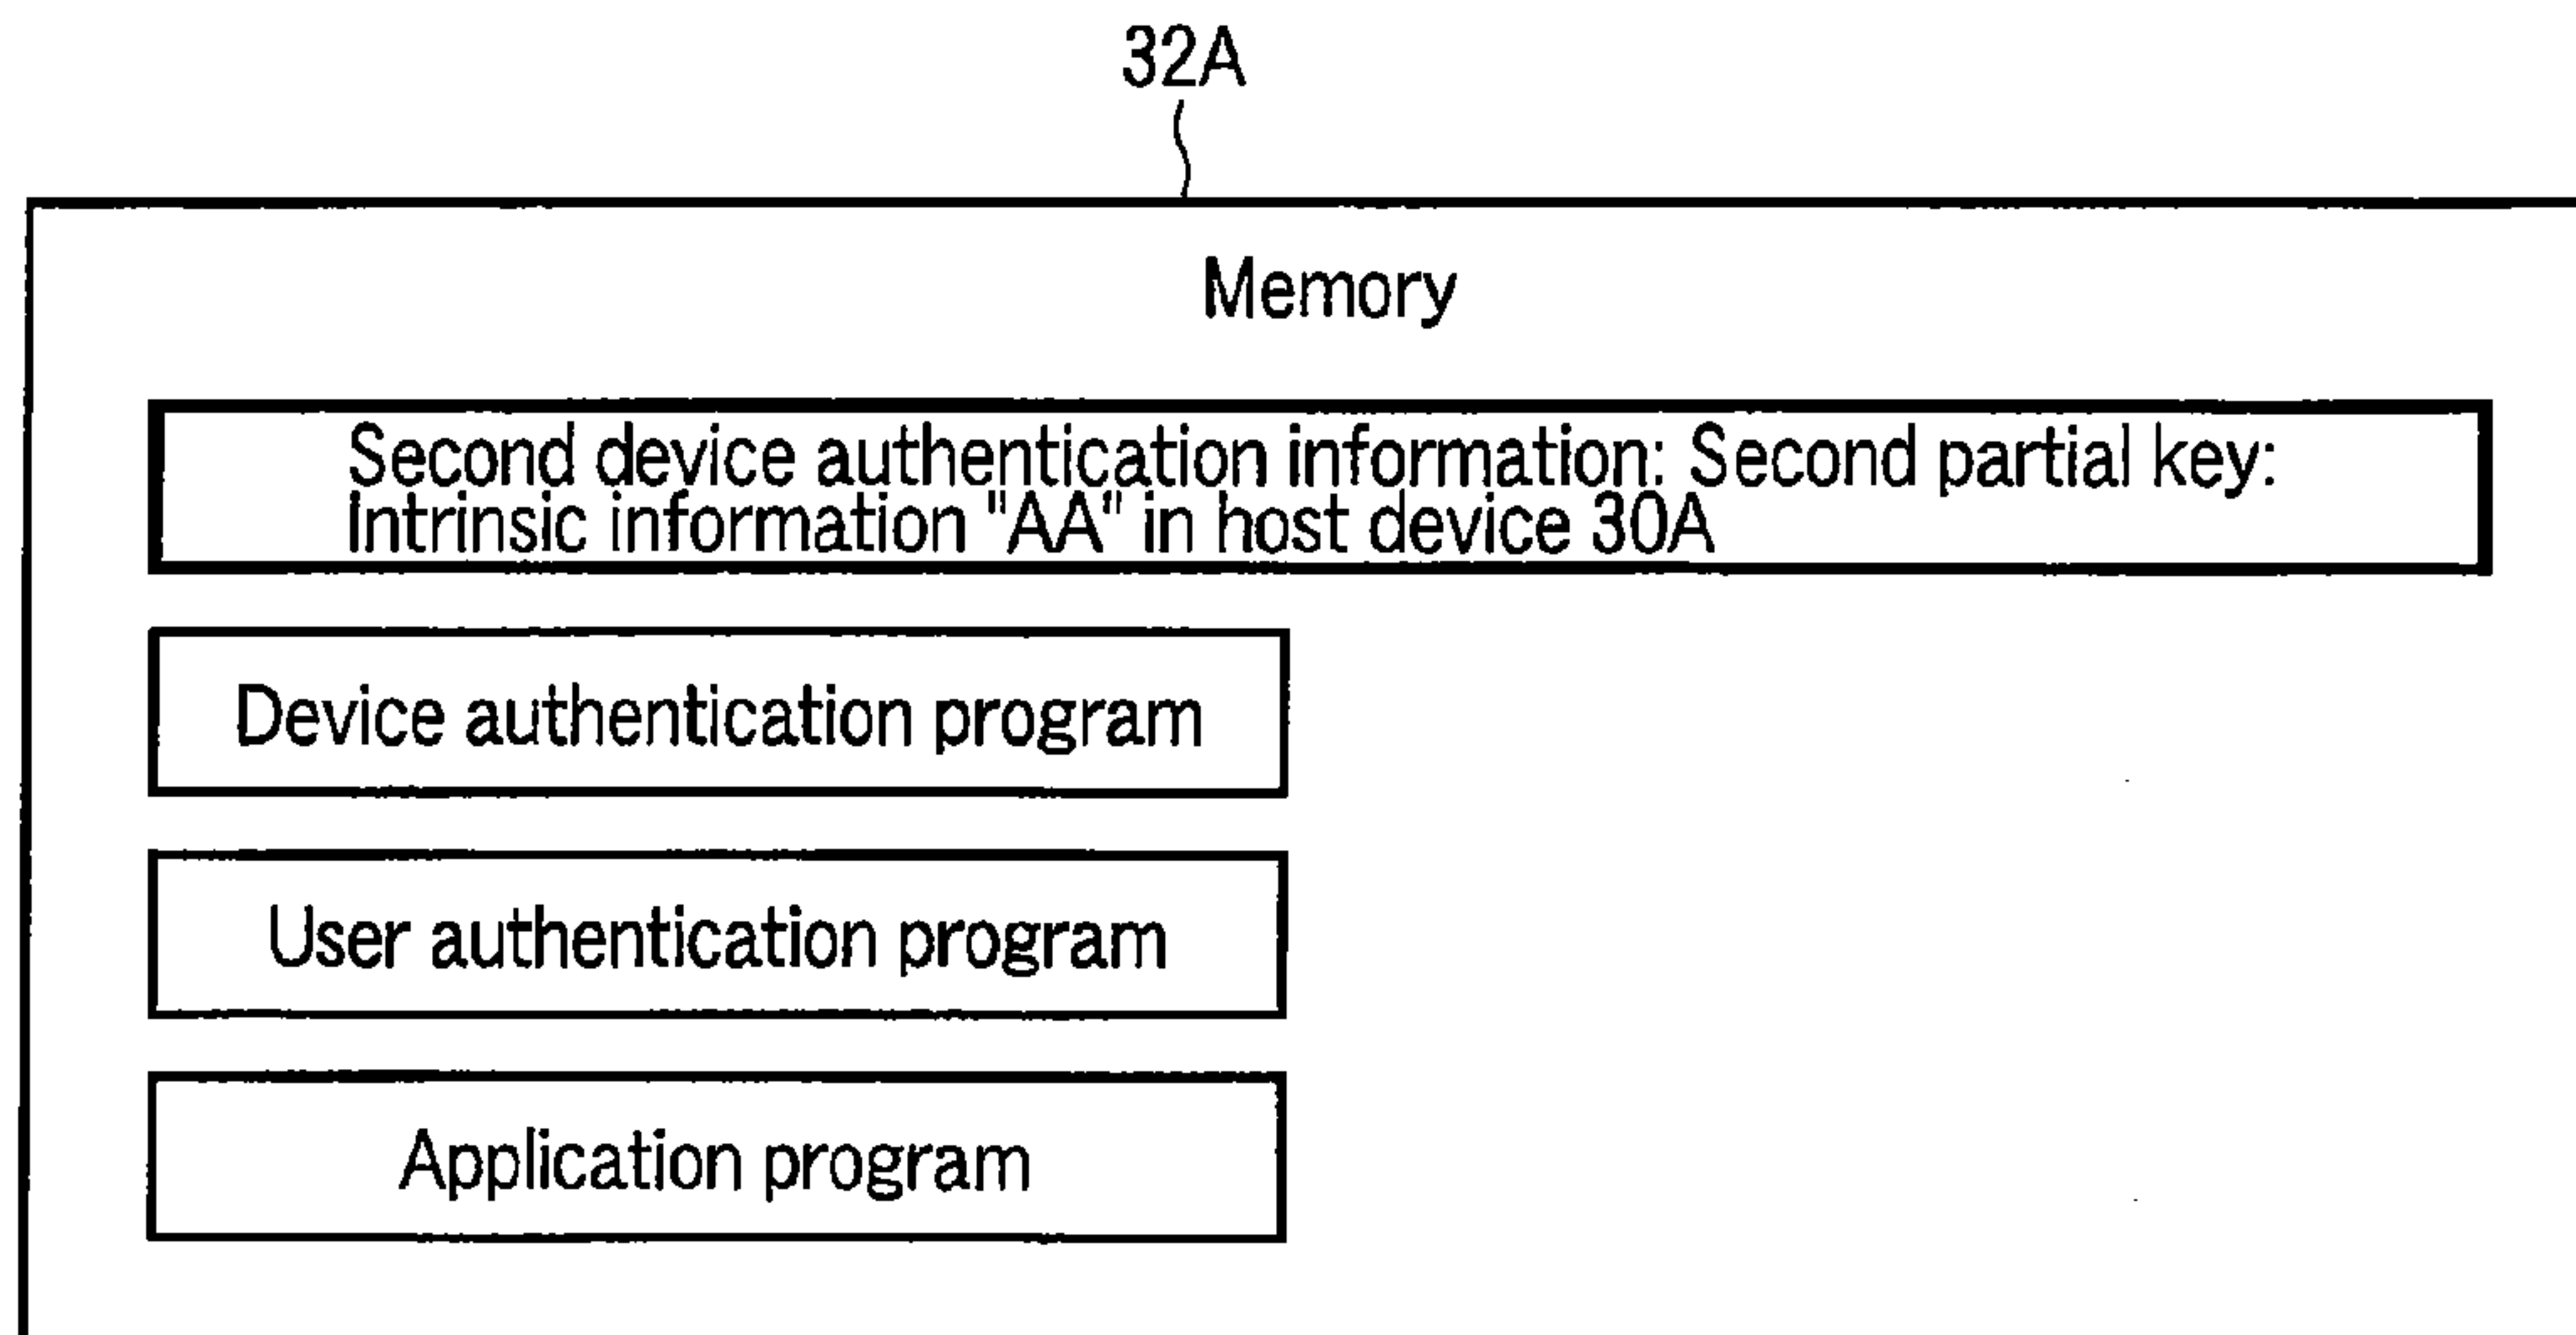 32A
Memory
Second device authentication information: Second partial key:
Intrinsic information "AA" in host device 30A
Device authentication program
User authentication program
Application program